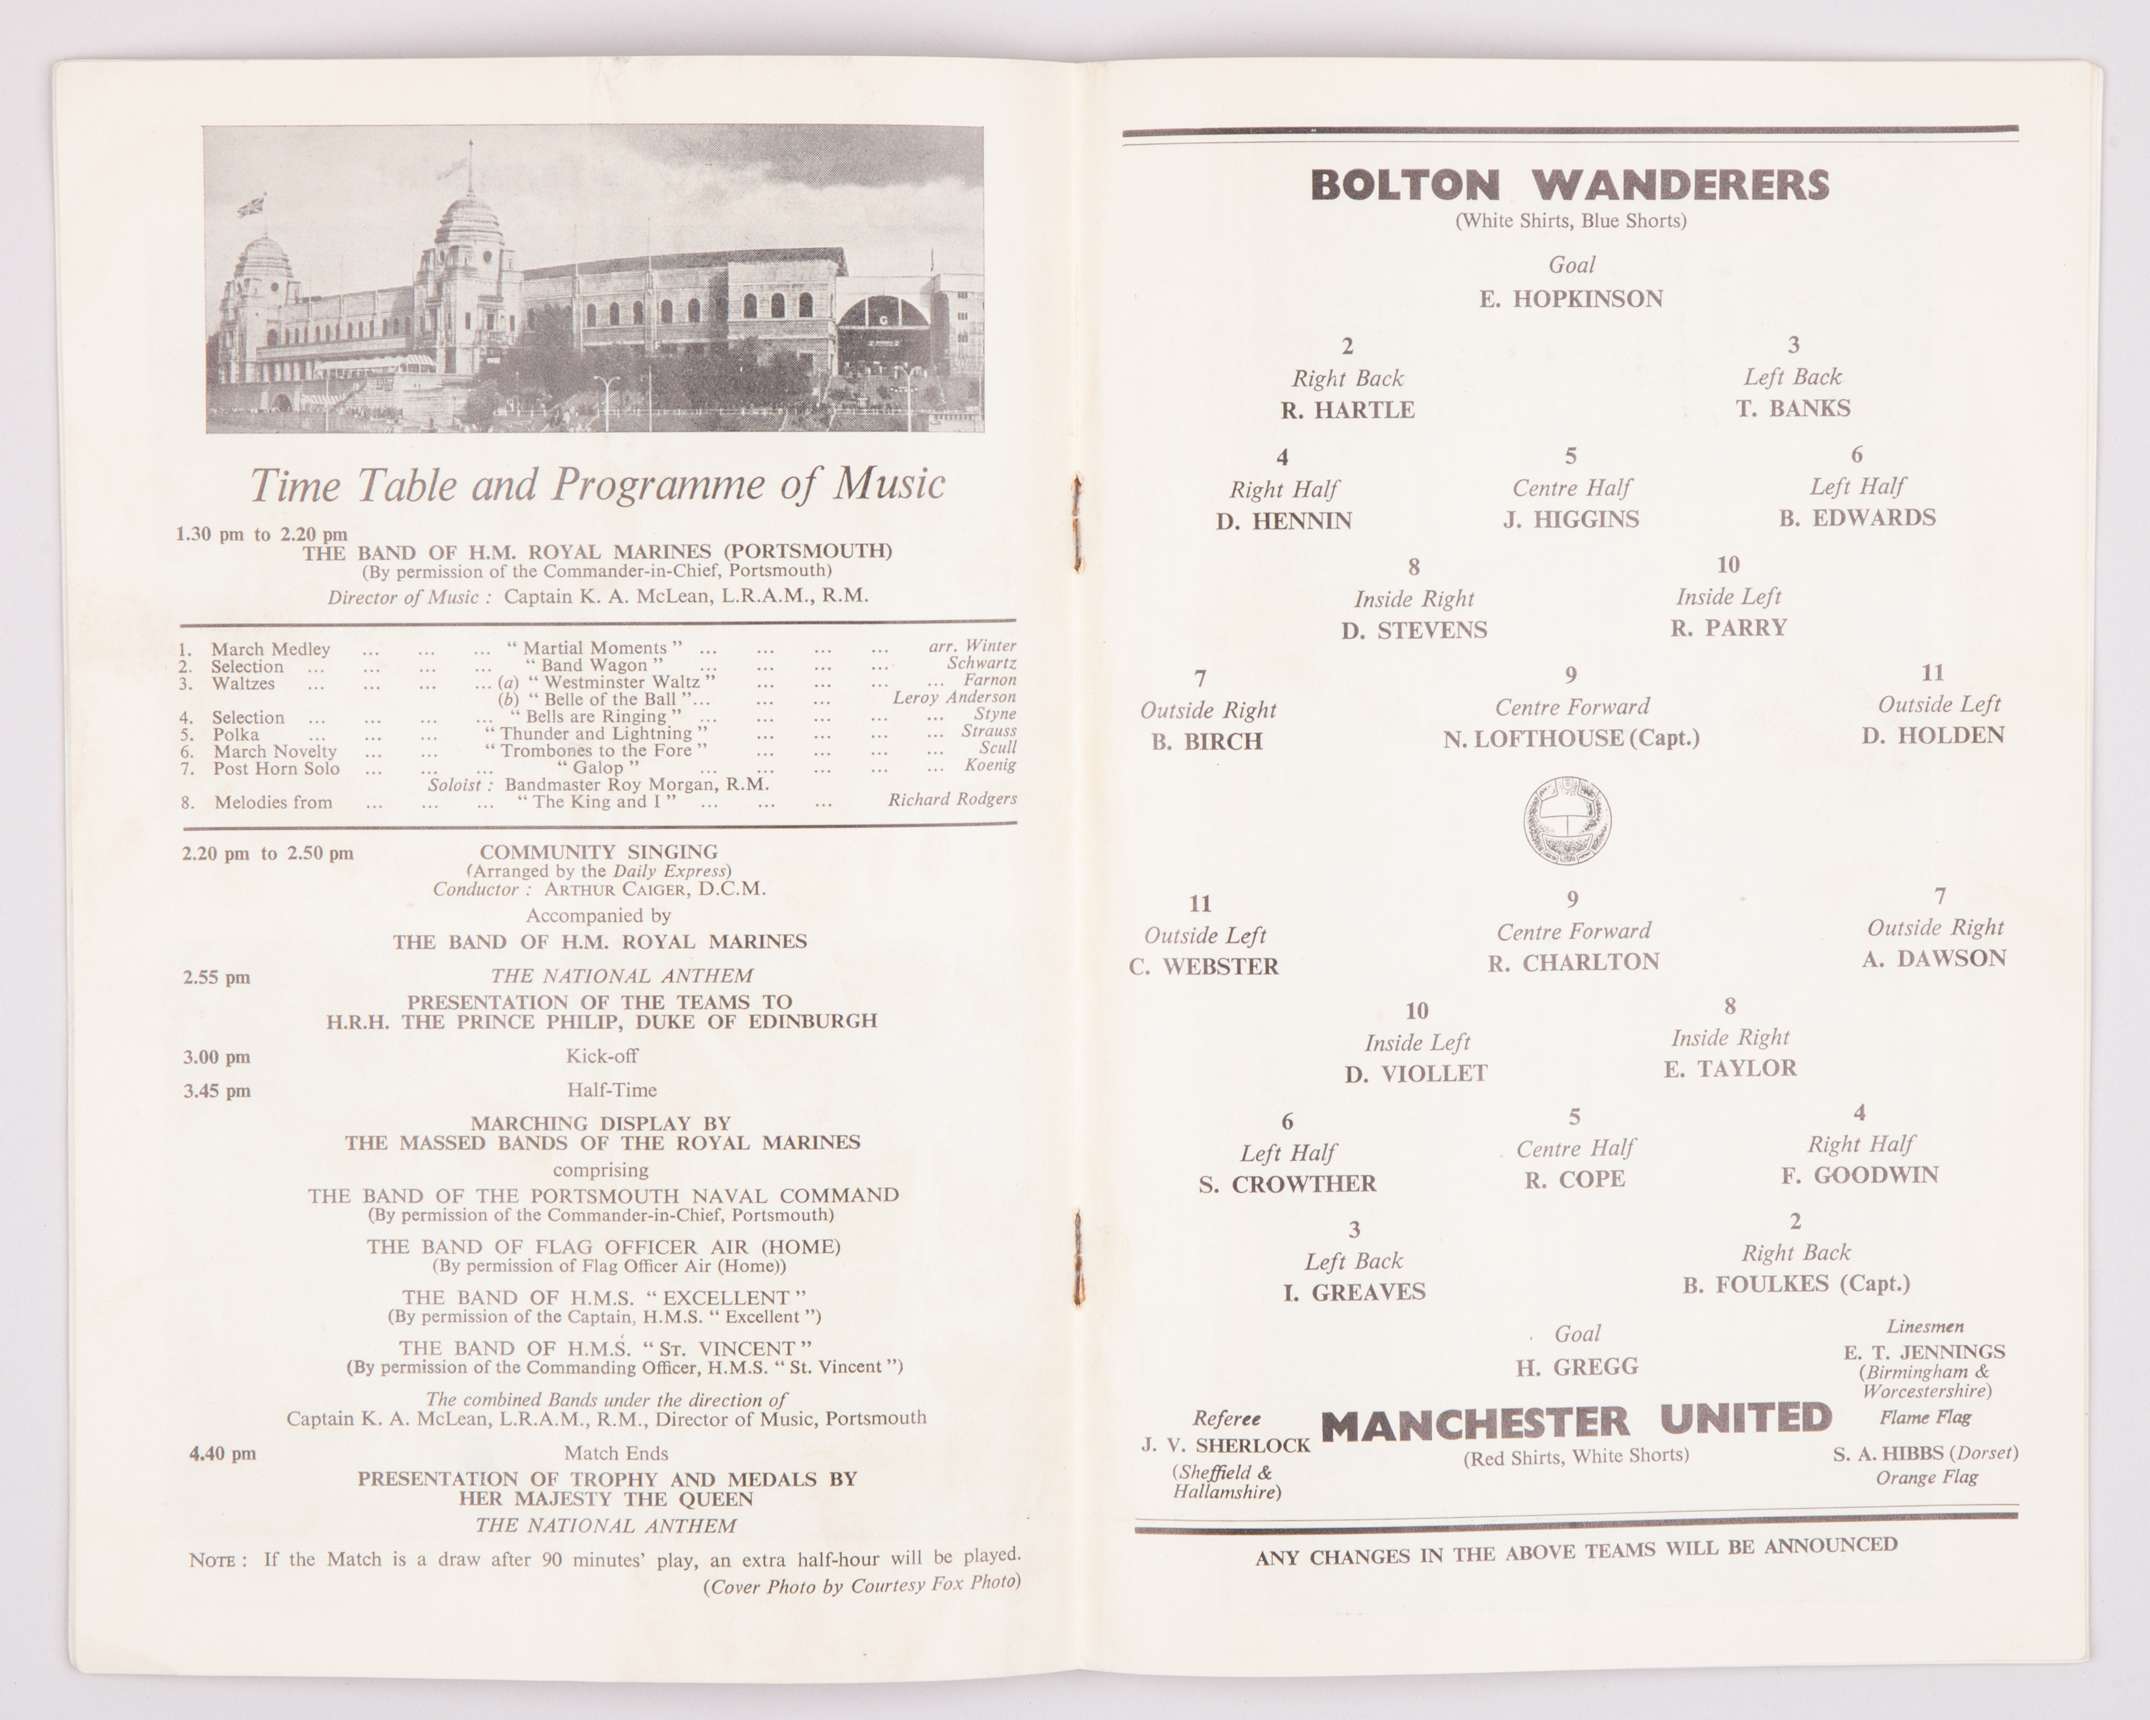 Time Table and Programme of Music
1.30 pm to 2.20 pm
THE BAND OF H.M. ROYAL MARINES (PORTSMOUTH)
(By permission of the Commander-in-Chief, Portsmouth)
Director of Music : Captain K. A. McLean, L.R.A.M., R.M.
1. March Medley ... ... ... “ Martial Moments ” ... ... ... ... arr. Winter
2. Selection ... ... ... ... “ Band Wagon ” ... ... ... ... Schwartz
3. Waltzes ... ... ... ... (a) “ Westminster Waltz ” ... ... ... ... Farnon
(b) “ Belle of the Ball ”... ... ... Leroy Anderson
4. Selection ... ... ... ... “ Bells are Ringing ” ... ... ... ... ... Styne
5. Polka ... ... ... “ Thunder and Lightning ” ... ... ... ... Strauss
6. March Novelty ... ... “ Trombones to the Fore ” ... ... ... ... Scull
7. Post Horn Solo ... ... ... “ Galop ” ... ... ... ... ... Koenig
Soloist : Bandmaster Roy Morgan, R.M.
8. Melodies from ... ... ... “ The King and I ” ... ... ... Richard Rodgers
2.20 pm to 2.50 pm COMMUNITY SINGING
(Arranged by the Daily Express)
Conductor : ARTHUR CAIGER, D.C.M.
Accompanied by
THE BAND OF H.M. ROYAL MARINES
2.55 pm THE NATIONAL ANTHEM
PRESENTATION OF THE TEAMS TO
H.R.H. THE PRINCE PHILIP, DUKE OF EDINBURGH
3.00 pm Kick-off
3.45 pm Half-Time
MARCHING DISPLAY BY
THE MASSED BANDS OF THE ROYAL MARINES
comprising
THE BAND OF THE PORTSMOUTH NAVAL COMMAND
(By permission of the Commander-in-Chief, Portsmouth)
THE BAND OF FLAG OFFICER AIR (HOME)
(By permission of Flag Officer Air (Home))
THE BAND OF H.M.S. “ EXCELLENT ”
(By permission of the Captain, H.M.S. “ Excellent ”)
THE BAND OF H.M.S. “ ST. VINCENT ”
(By permission of the Commanding Officer, H.M.S. “ St. Vincent ”)
The combined Bands under the direction of
Captain K. A. McLean, L.R.A.M., R.M., Director of Music, Portsmouth
4.40 pm Match Ends
PRESENTATION OF TROPHY AND MEDALS BY
HER MAJESTY THE QUEEN
THE NATIONAL ANTHEM
NOTE : If the Match is a draw after 90 minutes’ play, an extra half-hour will be played.
(Cover Photo by Courtesy Fox Photo)
BOLTON WANDERERS
(White Shirts, Blue Shorts)
Goal
E. HOPKINSON
2 3
Right Back Left Back
R. HARTLE T. BANKS
4 5 6
Right Half Centre Half Left Half
D. HENNIN J. HIGGINS B. EDWARDS
8 10
Inside Right Inside Left
D. STEVENS R. PARRY
7 9 11
Outside Right Centre Forward Outside Left
B. BIRCH N. LOFTHOUSE (Capt.) D. HOLDEN
11 9 7
Outside Left Centre Forward Outside Right
C. WEBSTER R. CHARLTON A. DAWSON
10 8
Inside Left Inside Right
D. VIOLLET E. TAYLOR
6 5 4
Left Half Centre Half Right Half
S. CROWTHER R. COPE F. GOODWIN
3 2
Left Back Right Back
I. GREAVES B. FOULKES (Capt.)
Goal
H. GREGG
Linesmen
E. T. JENNINGS
(Birmingham &
Worcestershire)
Flame Flag
S. A. HIBBS (Dorset)
Orange Flag
Referee
J. V. SHERLOCK
(Sheffield &
Hallamshire)
MANCHESTER UNITED
(Red Shirts, White Shorts)
ANY CHANGES IN THE ABOVE TEAMS WILL BE ANNOUNCED